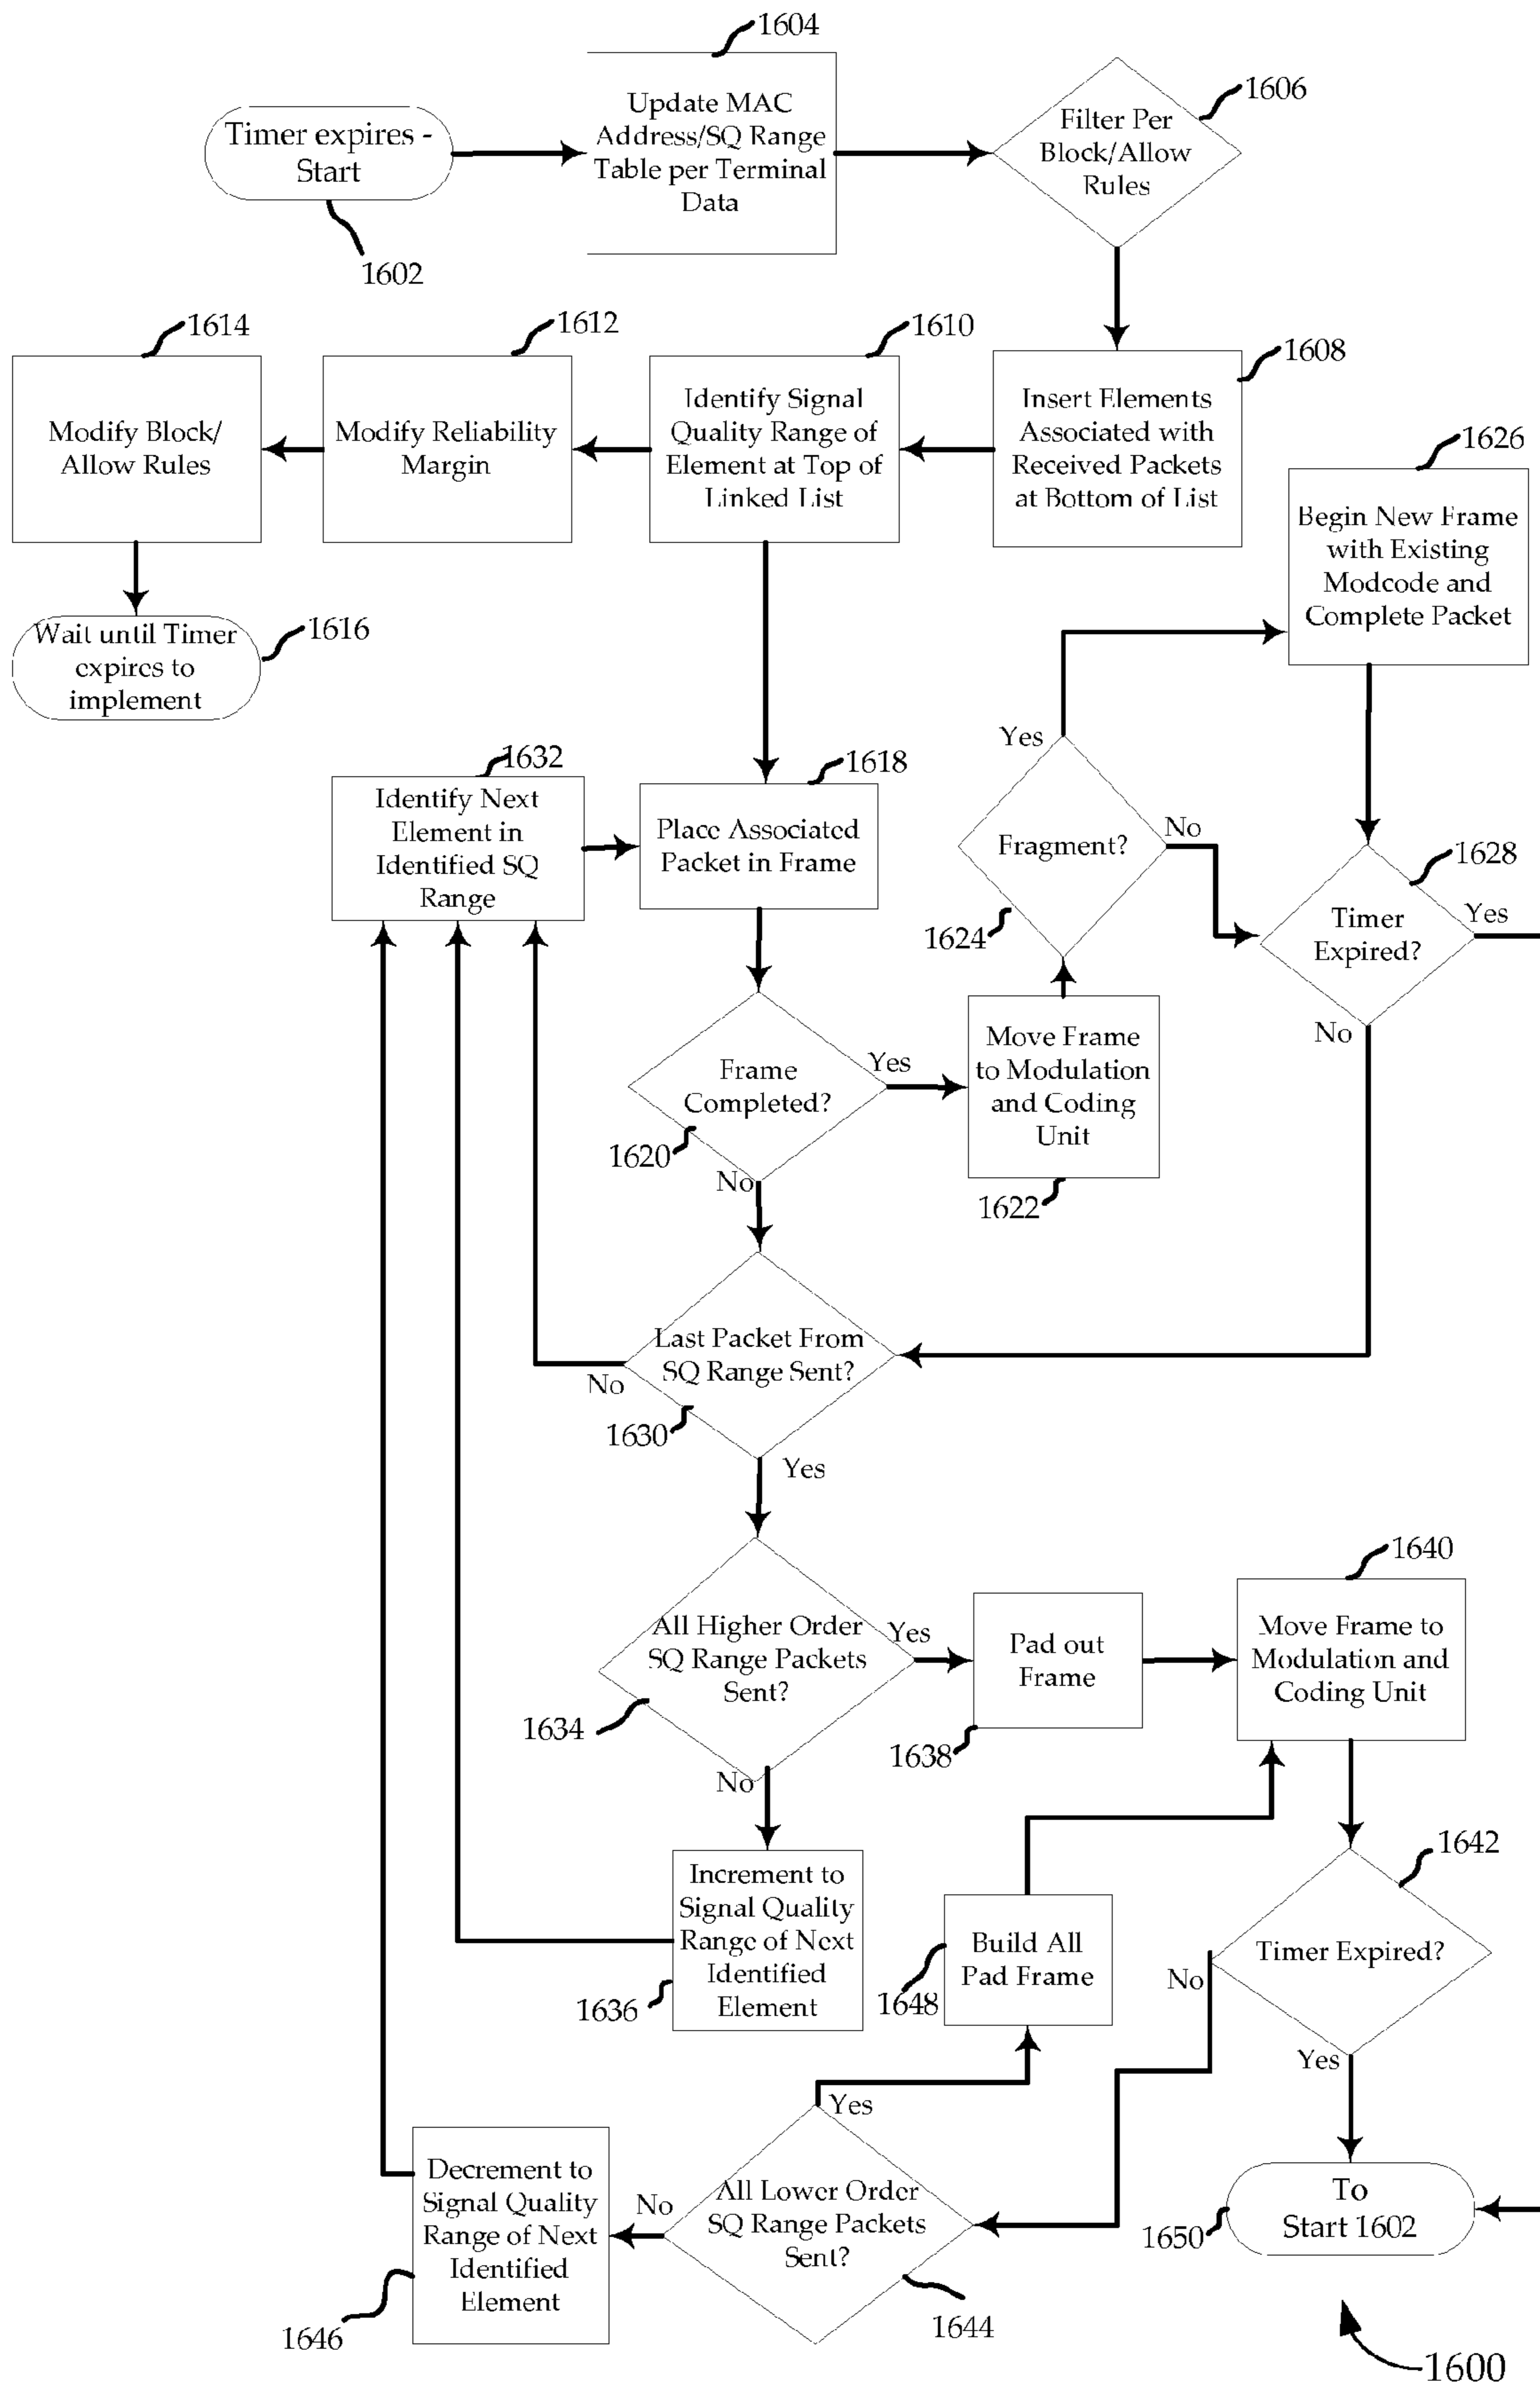 1604
Update MAC
Address/SQ Range
Table per Terminal
Data
1606
Filter Per
Block/Allow
Rules
Timer expires -
Start
1602
1614
Modify Block/
Allow Rules
1612
Modify Reliability
Margin
1610
Identify Signal
Quality Range of
Element at Top of
Linked List
1608
Insert Elements
Associated with
Received Packets
at Bottom of List
1626
Begin New Frame
with Existing
Modcode and
Complete Packet
Wait until Timer
expires to
implement
1616
1632
Identify Next
Element in
Identified SQ
Range
1618
Place Associated
Packet in Frame
Yes
Fragment?
No
1624
1628
Timer
Expired?
Yes
No
Frame
Completed?
Yes
1620
No
Move Frame
to Modulation
and Coding
Unit
1622
Last Packet From
SQ Range Sent?
No
1630
Yes
All Higher Order
SQ Range Packets
Sent?
Yes
1634
No
Pad out
Frame
1638
1640
Move Frame to
Modulation and
Coding Unit
Increment to
Signal Quality
Range of Next
Identified
Element
1636
Build All
Pad Frame
1648
1642
Timer Expired?
No
Yes
Decrement to
Signal Quality
Range of Next
Identified
Element
1646
Yes
No
All Lower Order
SQ Range Packets
Sent?
1644
To
Start 1602
1650
1600